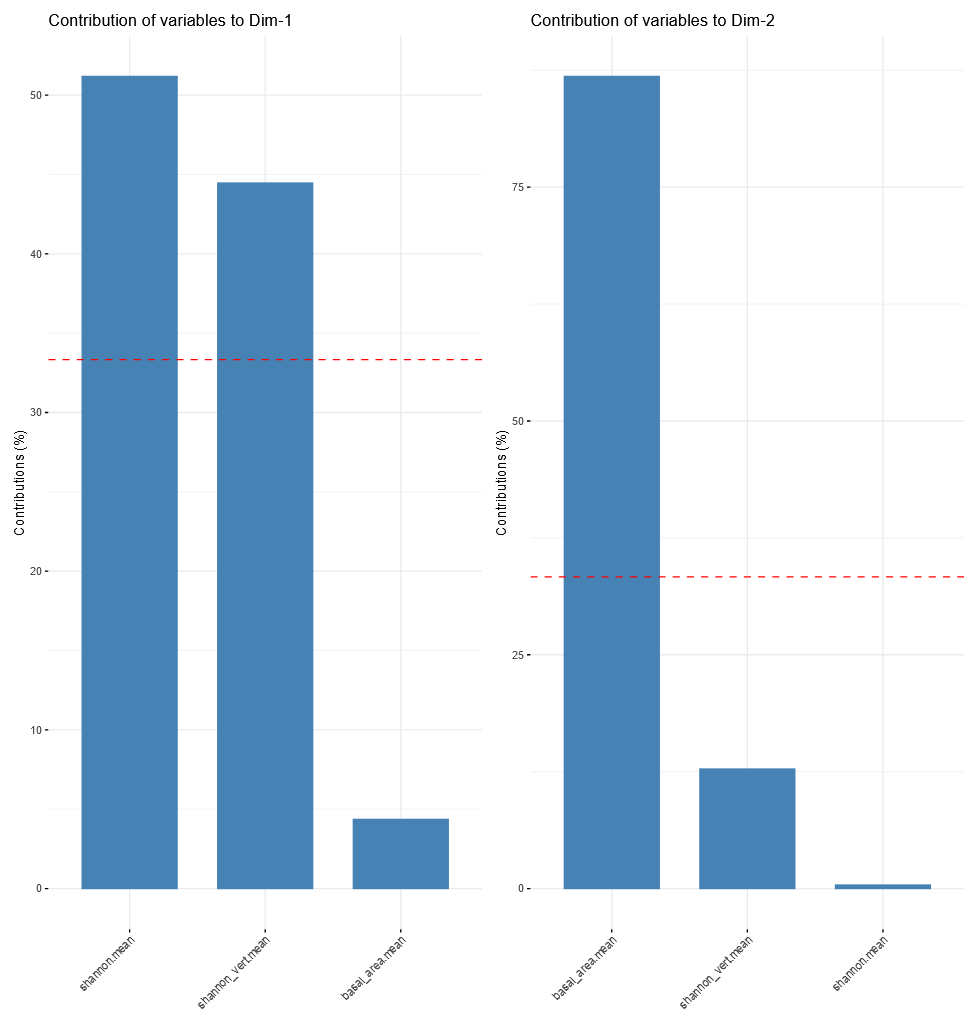 Contribution of variables to Dim-1
Contributions (%)
50
40
30
20
10
0
shannon.mean
shannon_vert.mean
basal_area.mean
Contribution of variables to Dim-2
Contributions (%)
75
50
25
0
basal_area.mean
shannon_vert.mean
shannon.mean